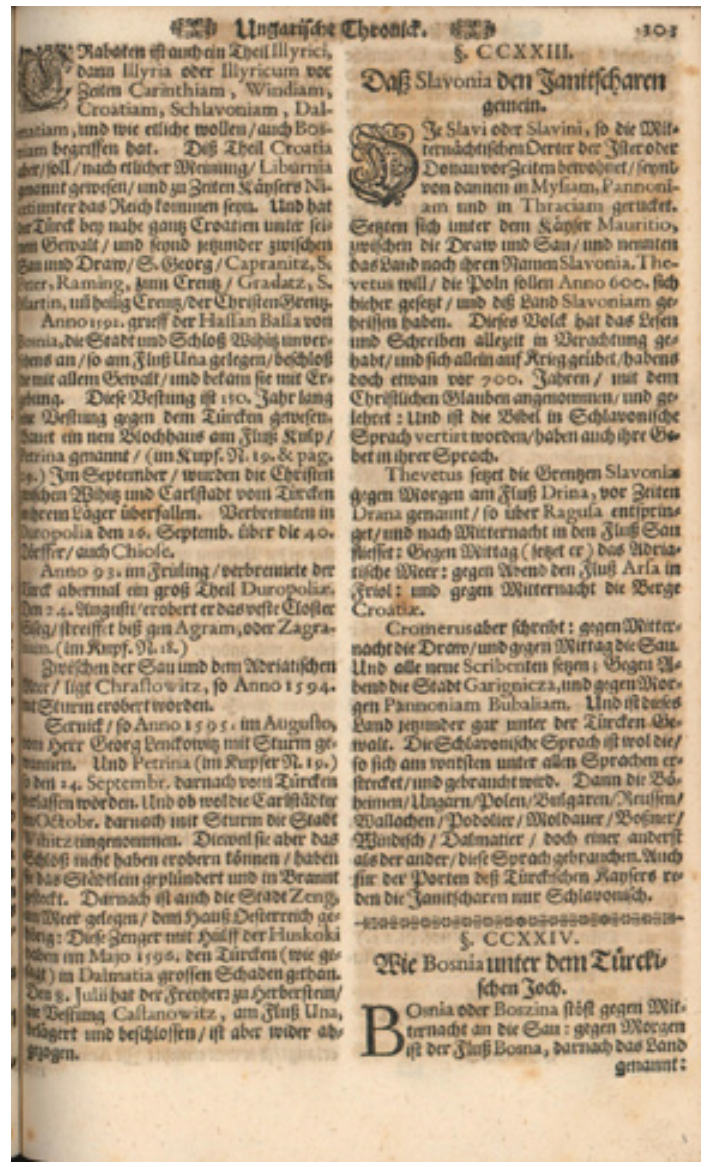 Ungarische Chronick. 303
Rabaten ist auch ein Theil Illyrici,
dann Illyria oder Illyricum vor
Zeiten Carinthiam, Windiam,
Croatiam, Schlavoniam, Dal-
matiam, und wie etliche wollen/auch Bos-
niam begriffen hat. Diß Theil Croatia
aber/soll/nach etlicher Meinung/Liburnia
genannt gewesen/und zu Zeiten Käysers Ni-
ceti unter das Reich kommen seyn. Und hat
der Türck bey nahe gantz Croatien unter sei-
nem Gewalt/und seynd jetzunder zwischen
Sau und Draw/S. Georg/Capranitz, S.
Peter, Raming, zum Creutz/Gradatz, S.
Martin, uñ heilig Creutz/der Christen Grentz.
Anno 1592. grieff der Hassan Bassa von
Bosnia, die Stadt und Schloß Wihitz unver-
sehens an/so am Fluß Una gelegen/beschloß
sie mit allem Gewalt/und bekam sie mit Er-
gebung. Diese Vestung ist 150. Jahr lang
eine Vestung gegen dem Türcken gewesen.
Bauet ein neu Blochhaus am Fluß Kulp/
Petrina genannt/(im Kupf. N. 19. & pag.
Im September/wurden die Christen
zwischen Wihitz und Carlstadt vom Türcken
in ihrem Läger überfallen. Verbrennten in
Duropolia den 26. Septemb. über die 40.
Dörffer/auch Chiose.
Anno 93. im Früling/verbrennete der
Türck abermal ein groß Theil Duropoliæ.
Den 24. Augusti/erobert er das veste Closter
streiffet biß gen Agram, oder Zagra-
(im Kupf. N. 18.)
Zwischen der Sau und dem Adriatischen
Meer/ligt Chrastowitz, so Anno 1594.
mit Sturm erobert worden.
Sernick/so Anno 1595. im Augusto,
von Herr Georg Lenckowitz mit Sturm ge-
wunnen. Und Petrina (im Kupfer N. 19.)
so den 24. Septembr. darnach vom Türcken
verlassen worden. Und ob wol die Carlstädter
im Octobr. darnach mit Sturm die Stadt
Wihitz eingenommen. Dieweil sie aber das
Schloß nicht haben erobern können/haben
sie das Städtlein geplündert und in Brannt
gesteckt. Darnach ist auch die Stadt Zeng,
am Meer gelegen/dem Hauß Oesterreich ge-
hörig: Diese Zenger mit Hülff der Huskoki
haben im Majo 1596. den Türcken (wie ge-
sagt) in Dalmatia grossen Schaden gethan.
Den 8. Julii hat der Freyherr zu Herberstein/
die Vestung Castanowitz, am Fluß Una,
belägert und beschlossen/ist aber wider ab-
gezogen.
§. CCXXIII.
Daß Slavonia den Janitscharen
gemein.
DJe Slavi oder Slavini, so die Mit-
ternächtischen Oerter der Jster oder
Donau vor Zeiten bewohnet/seynt
von dannen in Mysiam, Pannoni-
am und in Thraciam gerucket.
Setzten sich unter dem Käyser Mauritio,
zwischen die Draw und Sau/und nennten
das Land nach ihren Namen Slavonia. The-
vetus will/die Poln sollen Anno 600. sich
hieher gesetzt/und diß Land Slavoniam ge-
heissen haben. Dieses Volck hat das Lesen
und Schreiben allezeit in Verachtung ge-
habt/und sich allein auf Krieg geübet/habens
doch etwan vor 700. Jahren/mit dem
Christlichen Glauben angenommen/und ge-
lehret: Und ist die Bibel in Schlavonische
Sprach vertirt worden/haben auch ihre Ge-
bet in ihrer Sprach.
Thevetus setzet die Grentzen Slavoniæ
gegen Morgen am Fluß Drina, vor Zeiten
Drana genannt/so über Ragusa entsprin-
get/und nach Mitternacht in den Fluß Sau
fliesset: Gegen Mittag (setzet er) das Adria-
tische Meer: gegen Abend den Fluß Arsa in
Friol: und gegen Mitternacht die Berge
Croatiæ.
Cromerus aber schreibt: gegen Mitter-
nacht die Draw/und gegen Mittag die Sau.
Und alle neue Scribenten setzen; Gegen A-
bend die Stadt Garignicza, und gegen Mor-
gen Pannoniam Bubaliam. Und ist dieses
Land jetzunder gar unter der Türcken Ge-
walt. Die Schlavonische Sprach ist wol die/
so sich am weitsten unter allen Sprachen er-
strecket/und gebraucht wird. Dann die Bö-
heimen/Ungarn/Polen/Bulgaren/Reussen/
Wallachen/Podolier/Moldauer/Boßner/
Windisch/Dalmatier/doch einer anderst
als der ander/diese Sprach gebrauchen. Auch
für der Porten deß Türckischen Kaysers re-
den die Janitscharen nur Schlavonisch.
§. CCXXIV.
Wie Bosnia unter dem Türcki-
schen Joch.
BOsnia oder Boszina stöst gegen Mit-
ternacht an die Sau: gegen Morgen
ist der Fluß Bosna, darnach das Land
genannt: